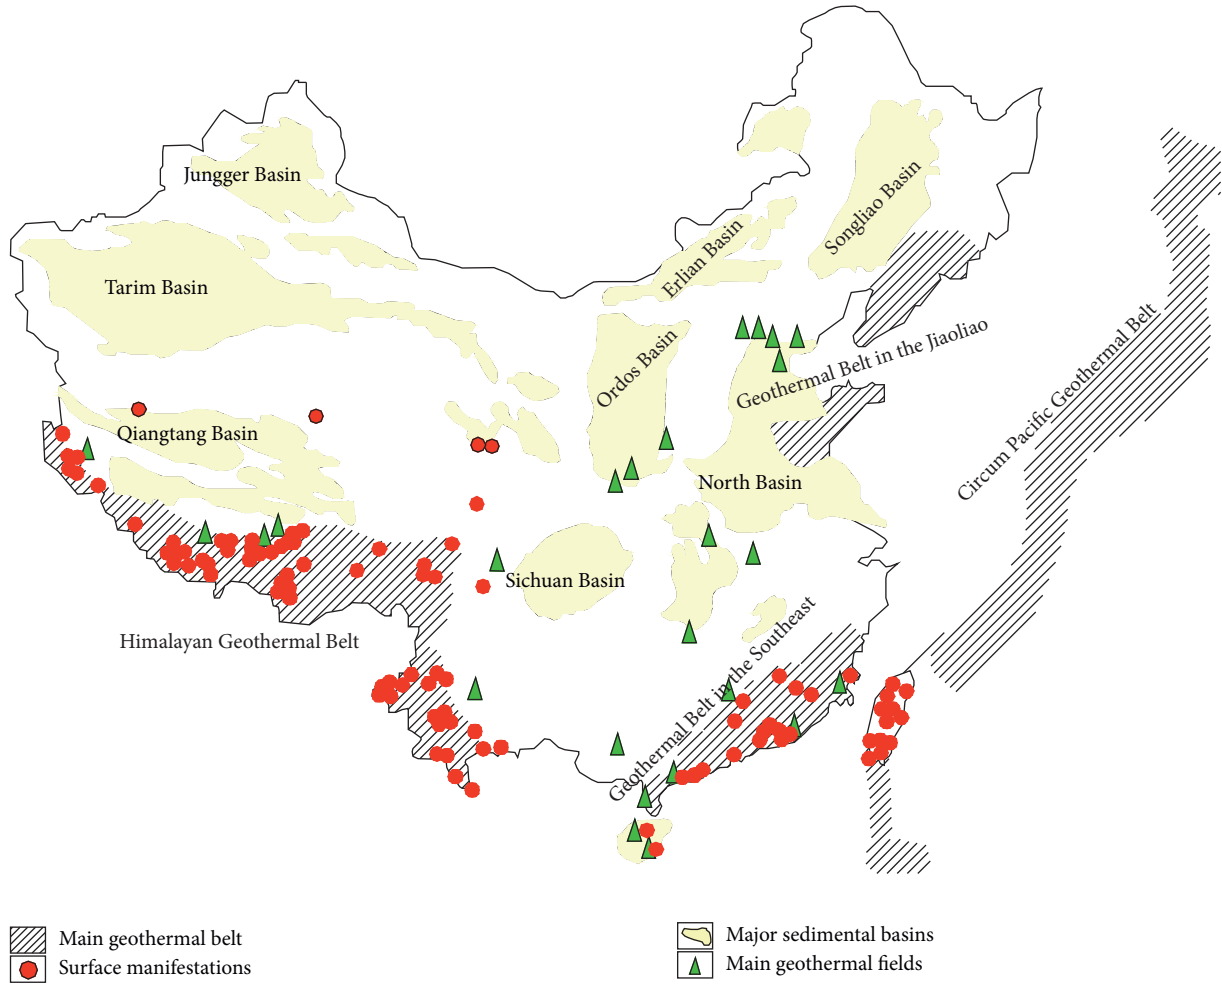 Jungger Basin
Songliao Basin
Erlian Basin
Tarim Basin
Ordos Basin
Geothermal Belt in the Jiaoliao
Circum Pacific Geothermal Belt
Qiangtang Basin
North Basin
Sichuan Basin
Himalayan Geothermal Belt
Geothermal Belt in the Southeast
Main geothermal belt
Surface manifestations
Major sedimental basins
Main geothermal fields